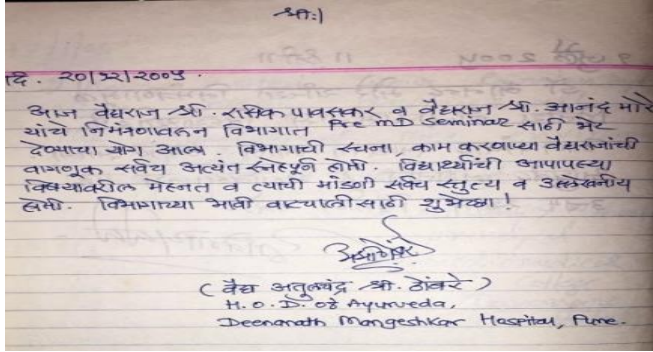 श्री:।
दि. २०/१२/२००५.
आज वैद्यराज श्री. रसिक पावसकर व वैद्यराज श्री. आनंद मोरे
यांचे निमंत्रणावरुन विभागात Pre MD Seminar साठी भेट
देण्याचा योग आला. विभागाची रचना, काम करणाऱ्या वैद्यराजांची
वागणूक सर्वच अत्यंत स्नेहपूर्ण होती. विद्यार्थ्यांची आपापल्या
विषयावरील मेहनत व त्याची मांडणी सर्वच स्तुत्य व उल्लेखनीय
होती. विभागाच्या भावी वाटचालीसाठी शुभेच्छा!
( वैद्य अतुलचंद्र श्री. ठोंबरे )
H.O.D. of Ayurveda,
Deenanath Mangeshkar Hospital, Pune.